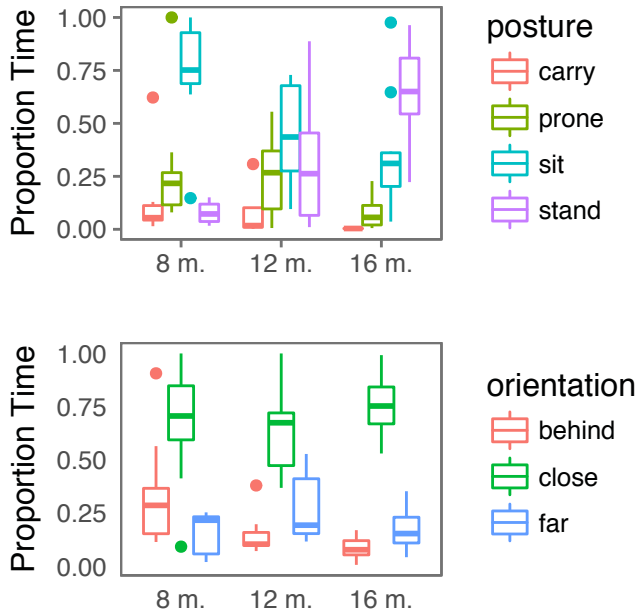 Proportion Time
1.00
0.75
0.50
0.25
0.00
8 m. 12 m. 16 m.
posture
carry
prone
sit
stand
Proportion Time
1.00
0.75
0.50
0.25
0.00
8 m. 12 m. 16 m.
orientation
behind
close
far